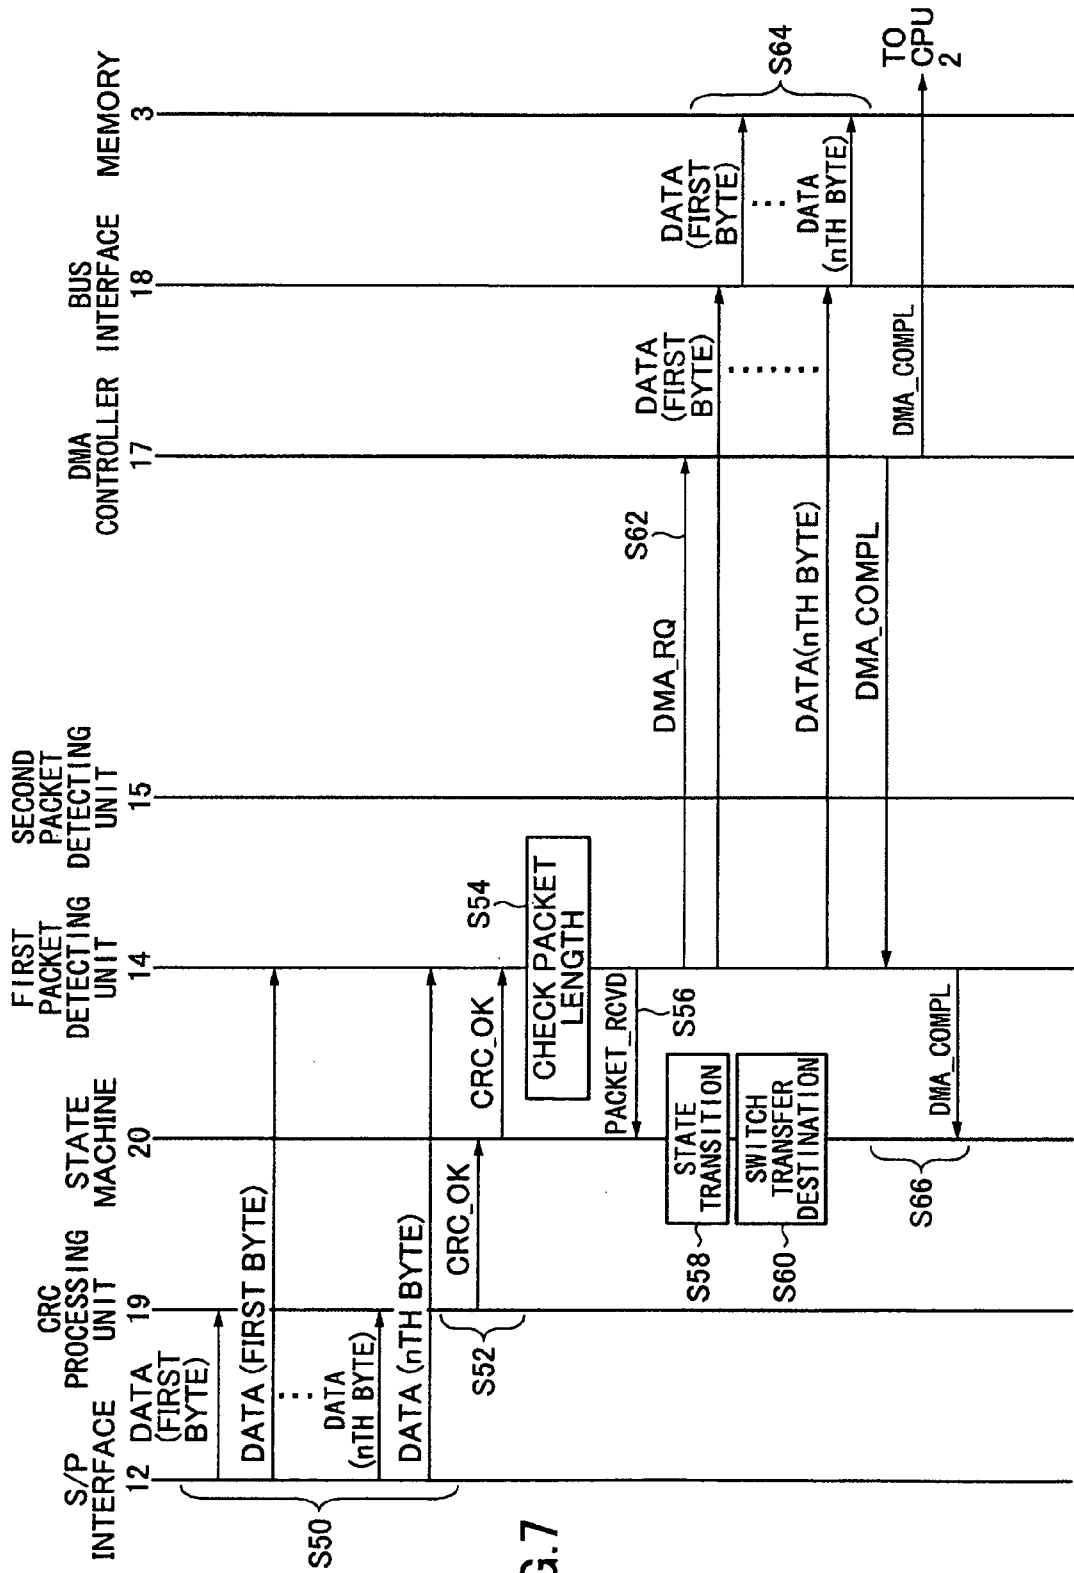 S/P
INTERFACE
12
CRC
PROCESSING
UNIT
19
STATE
MACHINE
20
FIRST
PACKET
DETECTING
UNIT
14
SECOND
PACKET
DETECTING
UNIT
15
DMA
CONTROLLER
17
BUS
INTERFACE
18
MEMORY
3
DATA
(FIRST
BYTE)
DATA (FIRST BYTE)
DATA
(nTH BYTE)
DATA (nTH BYTE)
S50
CRC_OK
S52
CRC_OK
S54
CHECK PACKET
LENGTH
PACKET_RCVD
S56
STATE
TRANSITION
S58
SWITCH
TRANSFER
DESTINATION
S60
DMA_RQ
S62
DATA
(FIRST
BYTE)
DATA
(FIRST
BYTE)
DATA(nTH BYTE)
DATA
(nTH BYTE)
S64
DMA_COMPL
DMA_COMPL
TO
CPU
2
DMA_COMPL
S66
G.7